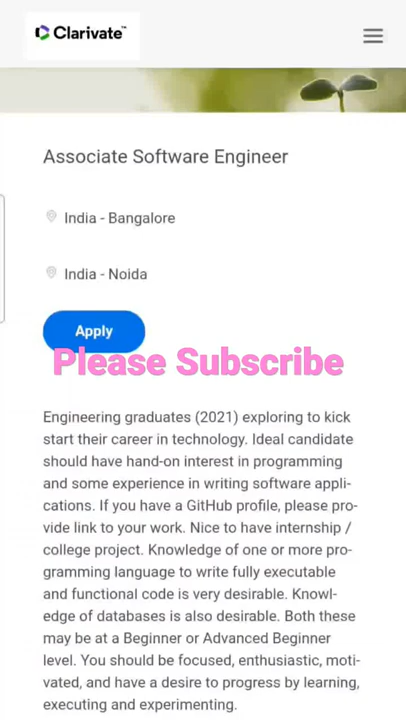 Clarivate™
Associate Software Engineer
India - Bangalore
India - Noida
Apply
Please Subscribe
Engineering graduates (2021) exploring to kick
start their career in technology. Ideal candidate
should have hand-on interest in programming
and some experience in writing software appli-
cations. If you have a GitHub profile, please pro-
vide link to your work. Nice to have internship /
college project. Knowledge of one or more pro-
gramming language to write fully executable
and functional code is very desirable. Knowl-
edge of databases is also desirable. Both these
may be at a Beginner or Advanced Beginner
level. You should be focused, enthusiastic, moti-
vated, and have a desire to progress by learning,
executing and experimenting.